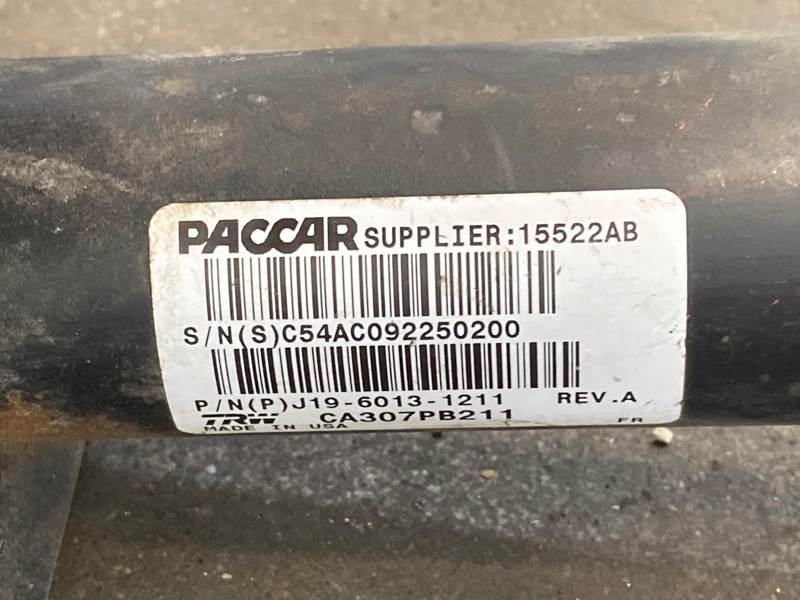 PACCAR SUPPLIER:15522AB
S/N(S)C54AC092250200
P/N(P)J19-6013-1211 REV.A
TRW CA307PB211
MADE IN USA FR